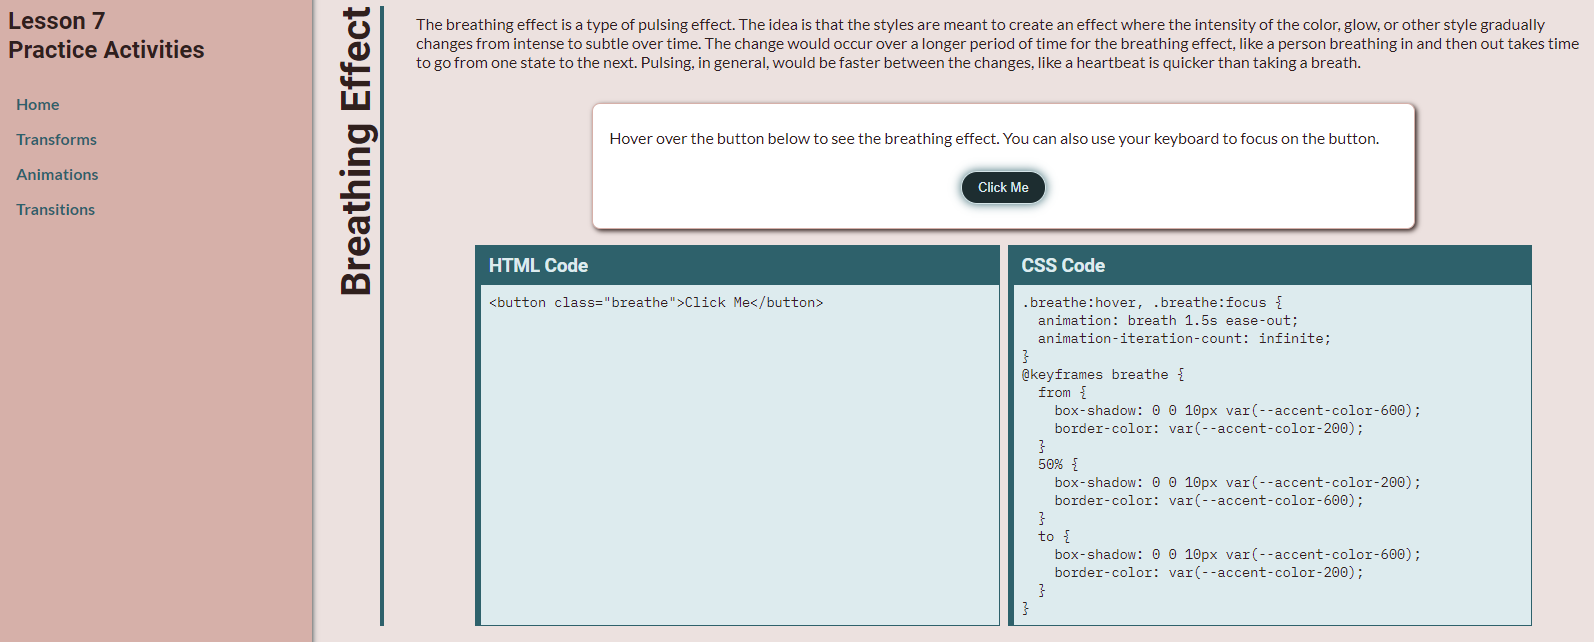 Lesson 7
Practice Activities
Home
Transforms
Animations
Transitions
Breathing Effect
The breathing effect is a type of pulsing effect. The idea is that the styles are meant to create an effect where the intensity of the color, glow, or other style gradually
changes from intense to subtle over time. The change would occur over a longer period of time for the breathing effect, like a person breathing in and then out takes time
to go from one state to the next. Pulsing, in general, would be faster between the changes, like a heartbeat is quicker than taking a breath.
Hover over the button below to see the breathing effect. You can also use your keyboard to focus on the button.
Click Me
HTML Code
<button class="breathe">Click Me</button>
CSS Code
.breathe:hover, .breathe:focus {
  animation: breath 1.5s ease-out;
  animation-iteration-count: infinite;
}
@keyframes breathe {
  from {
    box-shadow: 0 0 10px var(--accent-color-600);
    border-color: var(--accent-color-200);
  }
  50% {
    box-shadow: 0 0 10px var(--accent-color-200);
    border-color: var(--accent-color-600);
  }
  to {
    box-shadow: 0 0 10px var(--accent-color-600);
    border-color: var(--accent-color-200);
  }
}